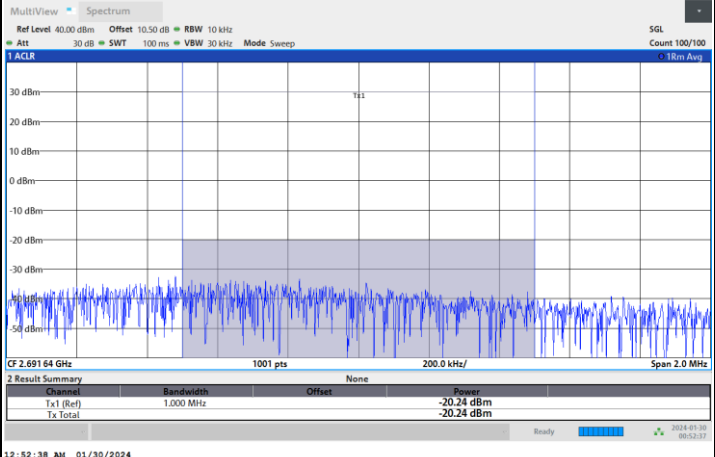 MultiView Spectrum
Ref Level 40.00 dBm Offset 10.50 dB RBW 10 kHz SGL
Att 30 dB SWT 100 ms VBW 30 kHz Mode Sweep Count 100/100
1 ACLR 1Rm Avg
Tx1
30 dBm
20 dBm
10 dBm
0 dBm
-10 dBm
-20 dBm
-30 dBm
-40 dBm
-50 dBm
CF 2.691 64 GHz 1001 pts 200.0 kHz/ Span 2.0 MHz
2 Result Summary None
Channel Bandwidth Offset Power
Tx1 (Ref) 1.000 MHz -20.24 dBm
Tx Total -20.24 dBm
Ready 2024-01-30
00:52:37
12:52:38 AM 01/30/2024